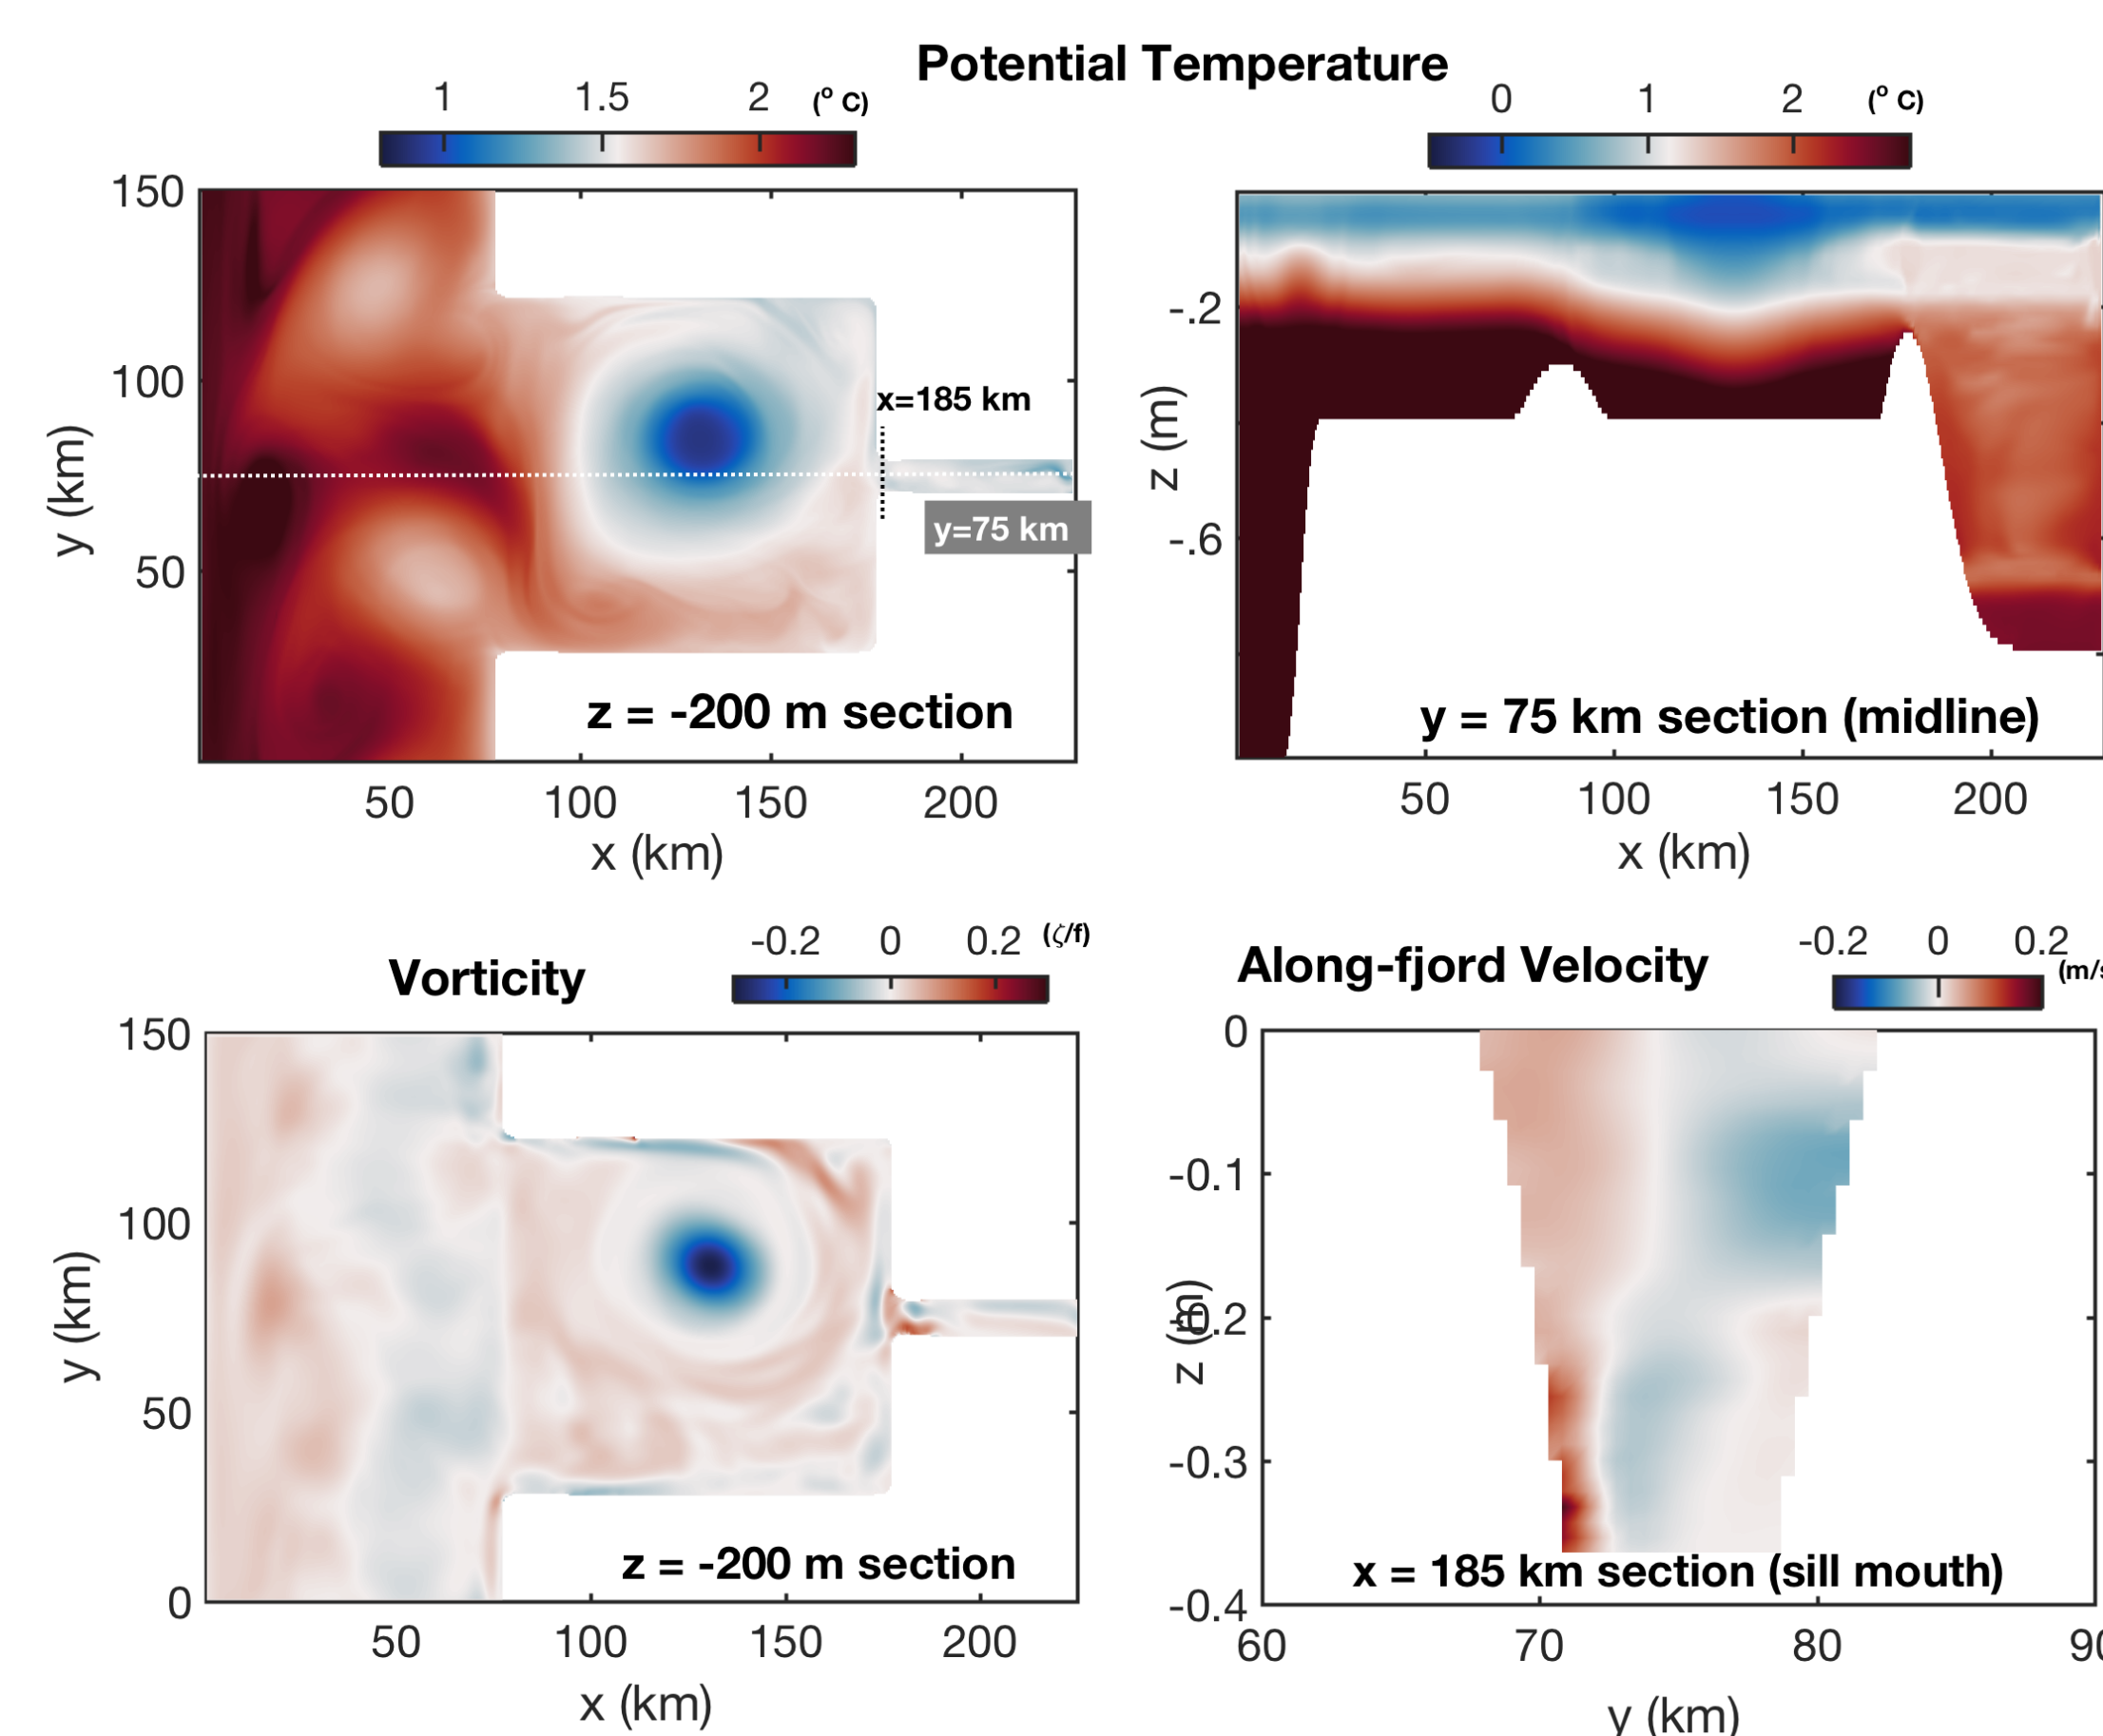 Potential Temperature
1 1.5 2 (° C)
0 1 2 (° C)
150
100
50
y (km)
x=185 km
y=75 km
z = -200 m section
50 100 150 200
x (km)
-.2
-.6
z (m)
y = 75 km section (midline)
50 100 150 200
x (km)
Vorticity
-0.2 0 0.2 (ζ/f)
150
100
50
0
y (km)
z = -200 m section
50 100 150 200
x (km)
Along-fjord Velocity
-0.2 0 0.2
(m/s
0
-0.1
-0.2
-0.3
-0.4
z (m)
x = 185 km section (sill mouth)
60 70 80 90
y (km)